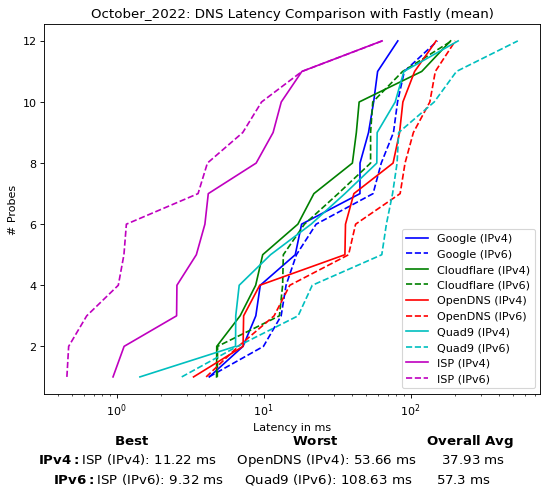 October_2022: DNS Latency Comparison with Fastly (mean)
12
10
8
6
4
2
# Probes
Google (IPv4)
Google (IPv6)
Cloudflare (IPv4)
Cloudflare (IPv6)
OpenDNS (IPv4)
OpenDNS (IPv6)
Quad9 (IPv4)
Quad9 (IPv6)
ISP (IPv4)
ISP (IPv6)
10⁰ 10¹ 10²
Latency in ms
Best Worst Overall Avg
IPv4: ISP (IPv4): 11.22 ms OpenDNS (IPv4): 53.66 ms 37.93 ms
IPv6: ISP (IPv6): 9.32 ms Quad9 (IPv6): 108.63 ms 57.3 ms